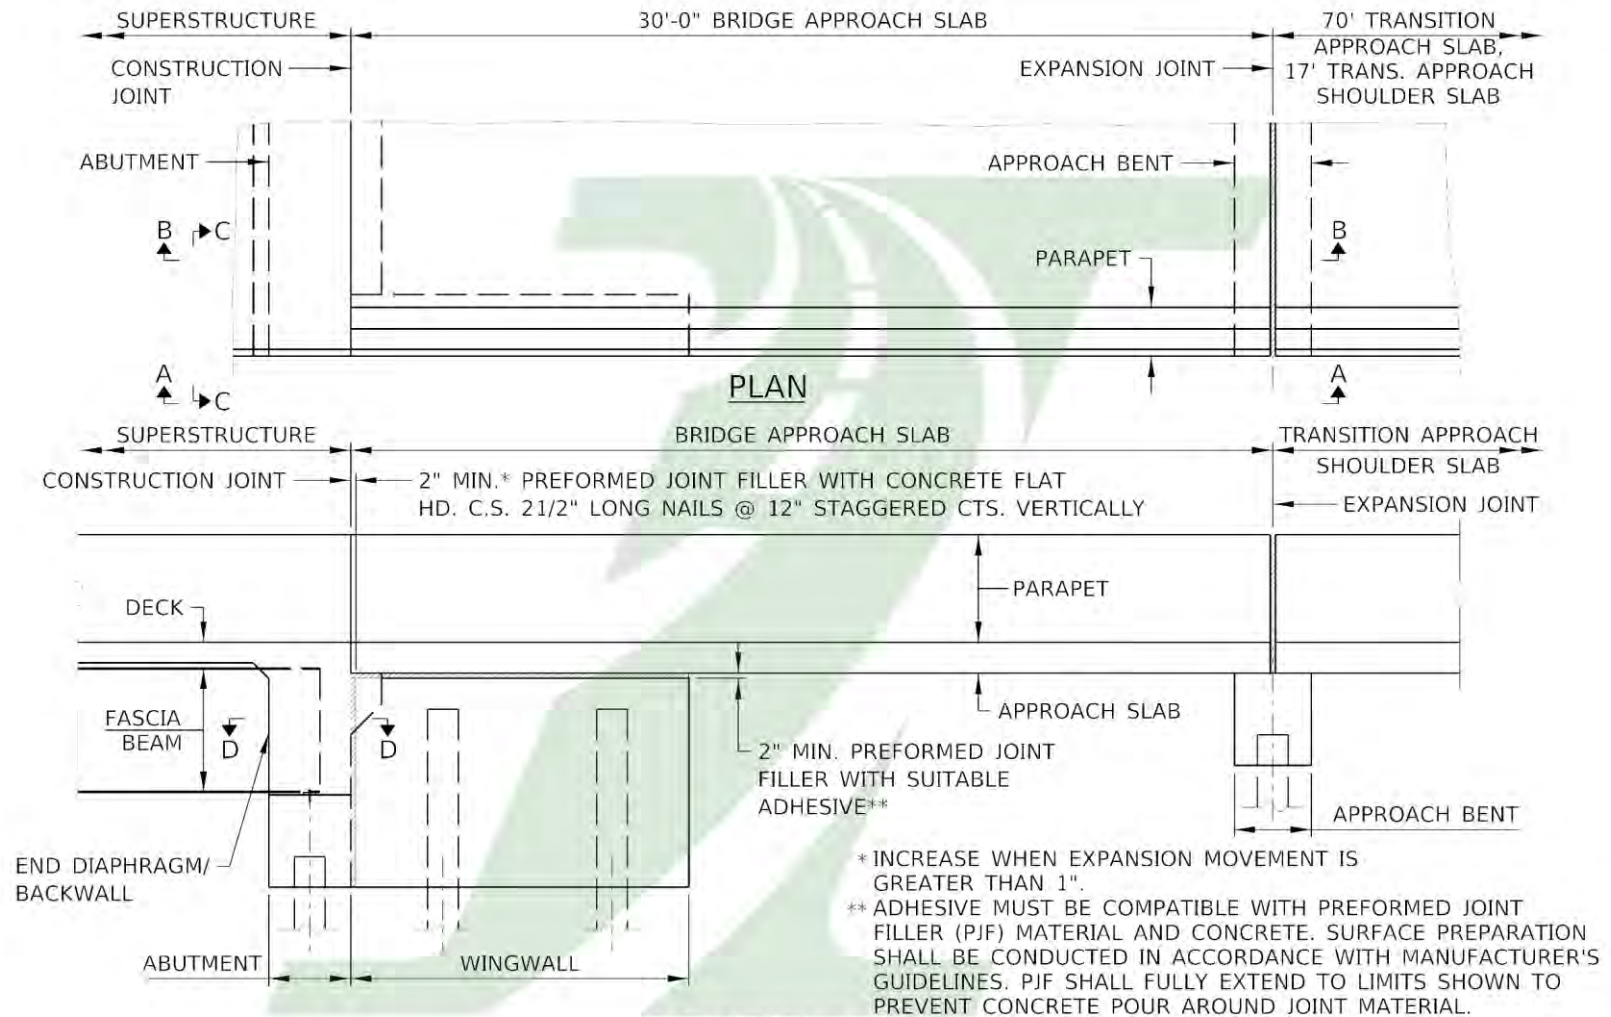 SUPERSTRUCTURE
30'-0" BRIDGE APPROACH SLAB
70' TRANSITION
APPROACH SLAB,
17' TRANS. APPROACH
SHOULDER SLAB
CONSTRUCTION
JOINT
EXPANSION JOINT
ABUTMENT
APPROACH BENT
B
C
B
PARAPET
A
C
PLAN
A
SUPERSTRUCTURE
BRIDGE APPROACH SLAB
TRANSITION APPROACH
SHOULDER SLAB
CONSTRUCTION JOINT
2" MIN.* PREFORMED JOINT FILLER WITH CONCRETE FLAT
HD. C.S. 21/2" LONG NAILS @ 12" STAGGERED CTS. VERTICALLY
EXPANSION JOINT
PARAPET
DECK
FASCIA
BEAM
D
D
APPROACH SLAB
2" MIN. PREFORMED JOINT
FILLER WITH SUITABLE
ADHESIVE**
APPROACH BENT
END DIAPHRAGM/
BACKWALL
ABUTMENT
WINGWALL
* INCREASE WHEN EXPANSION MOVEMENT IS
GREATER THAN 1".
** ADHESIVE MUST BE COMPATIBLE WITH PREFORMED JOINT
FILLER (PJF) MATERIAL AND CONCRETE. SURFACE PREPARATION
SHALL BE CONDUCTED IN ACCORDANCE WITH MANUFACTURER'S
GUIDELINES. PJF SHALL FULLY EXTEND TO LIMITS SHOWN TO
PREVENT CONCRETE POUR AROUND JOINT MATERIAL.